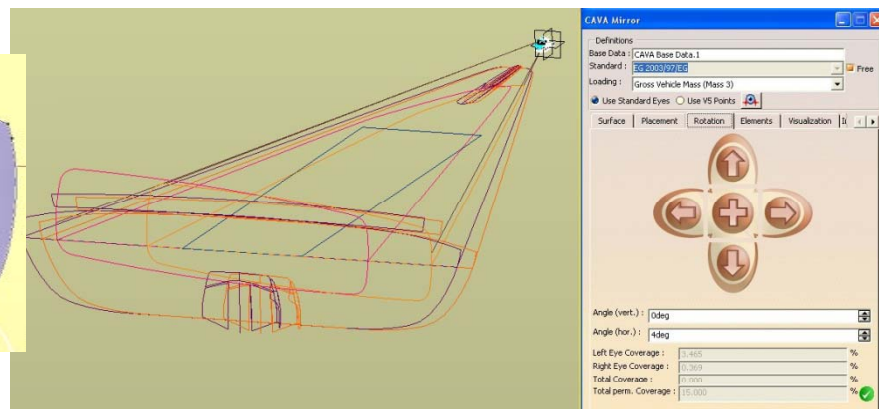 CAVA Mirror
Definitions
Base Data : CAVA Base Data.1
Standard : EG 2003/97/EG Free
Loading : Gross Vehicle Mass (Mass 3)
Use Standard Eyes Use V5 Points
Surface Placement Rotation Elements Visualization
Angle (vert.) : 0deg
Angle (hor.) : 4deg
Left Eye Coverage : 3.465 %
Right Eye Coverage : 0.369 %
Total Coverage : 0.000 %
Total perm. Coverage : 15.000 %